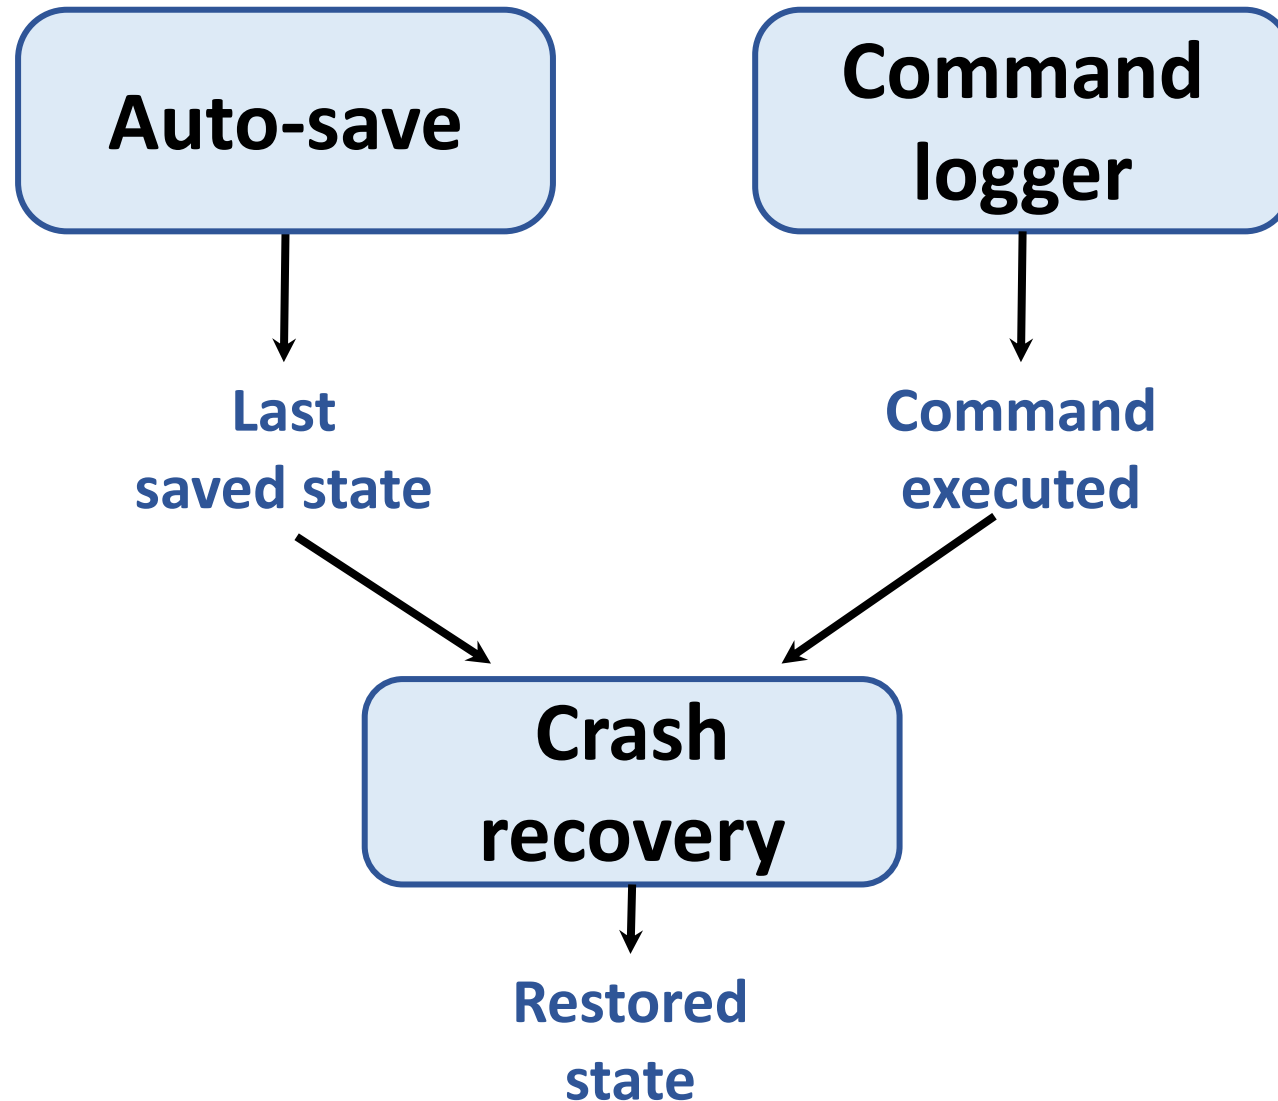 Auto-save
Command
logger
Last
saved state
Command
executed
Crash
recovery
Restored
state